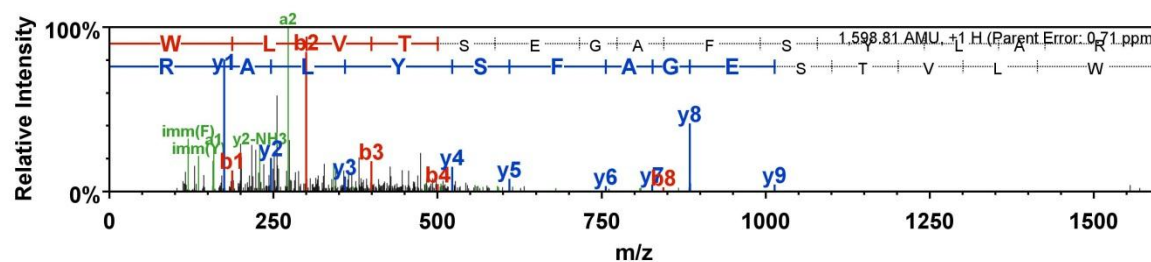 100%
a2
W L b2 V T S E G A F S Y L A R
1,598.81 AMU, +1 H (Parent Error: 0.71 ppm
R y1 A L Y S F A G E S T V L W
Relative Intensity
y8
imm(F)
a1 y2-NH3
imm(Y)
b1 y2 y3 b3 b4 y4 y5 y6 y7 b8 y9
0%
0 250 500 750 1000 1250 1500
m/z